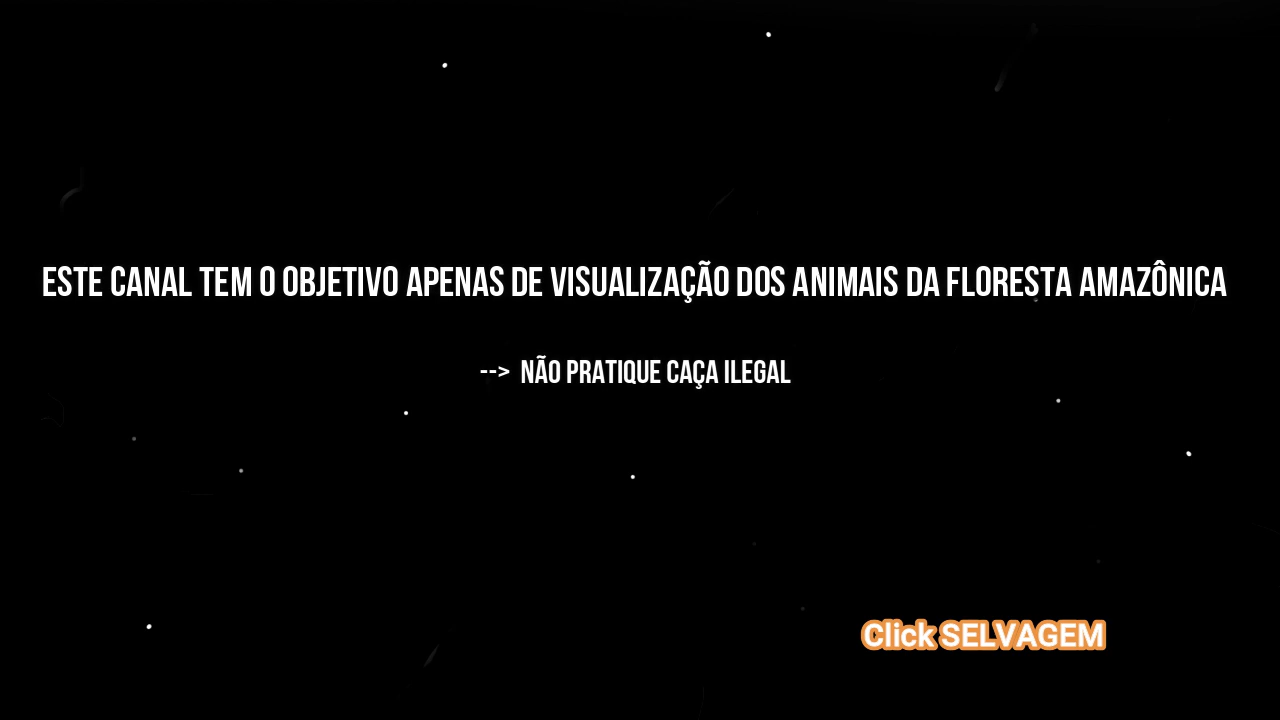 ESTE CANAL TEM O OBJETIVO APENAS DE VISUALIZAÇÃO DOS ANIMAIS DA FLORESTA AMAZÔNICA
--> NÃO PRATIQUE CAÇA ILEGAL
Click SELVAGEM